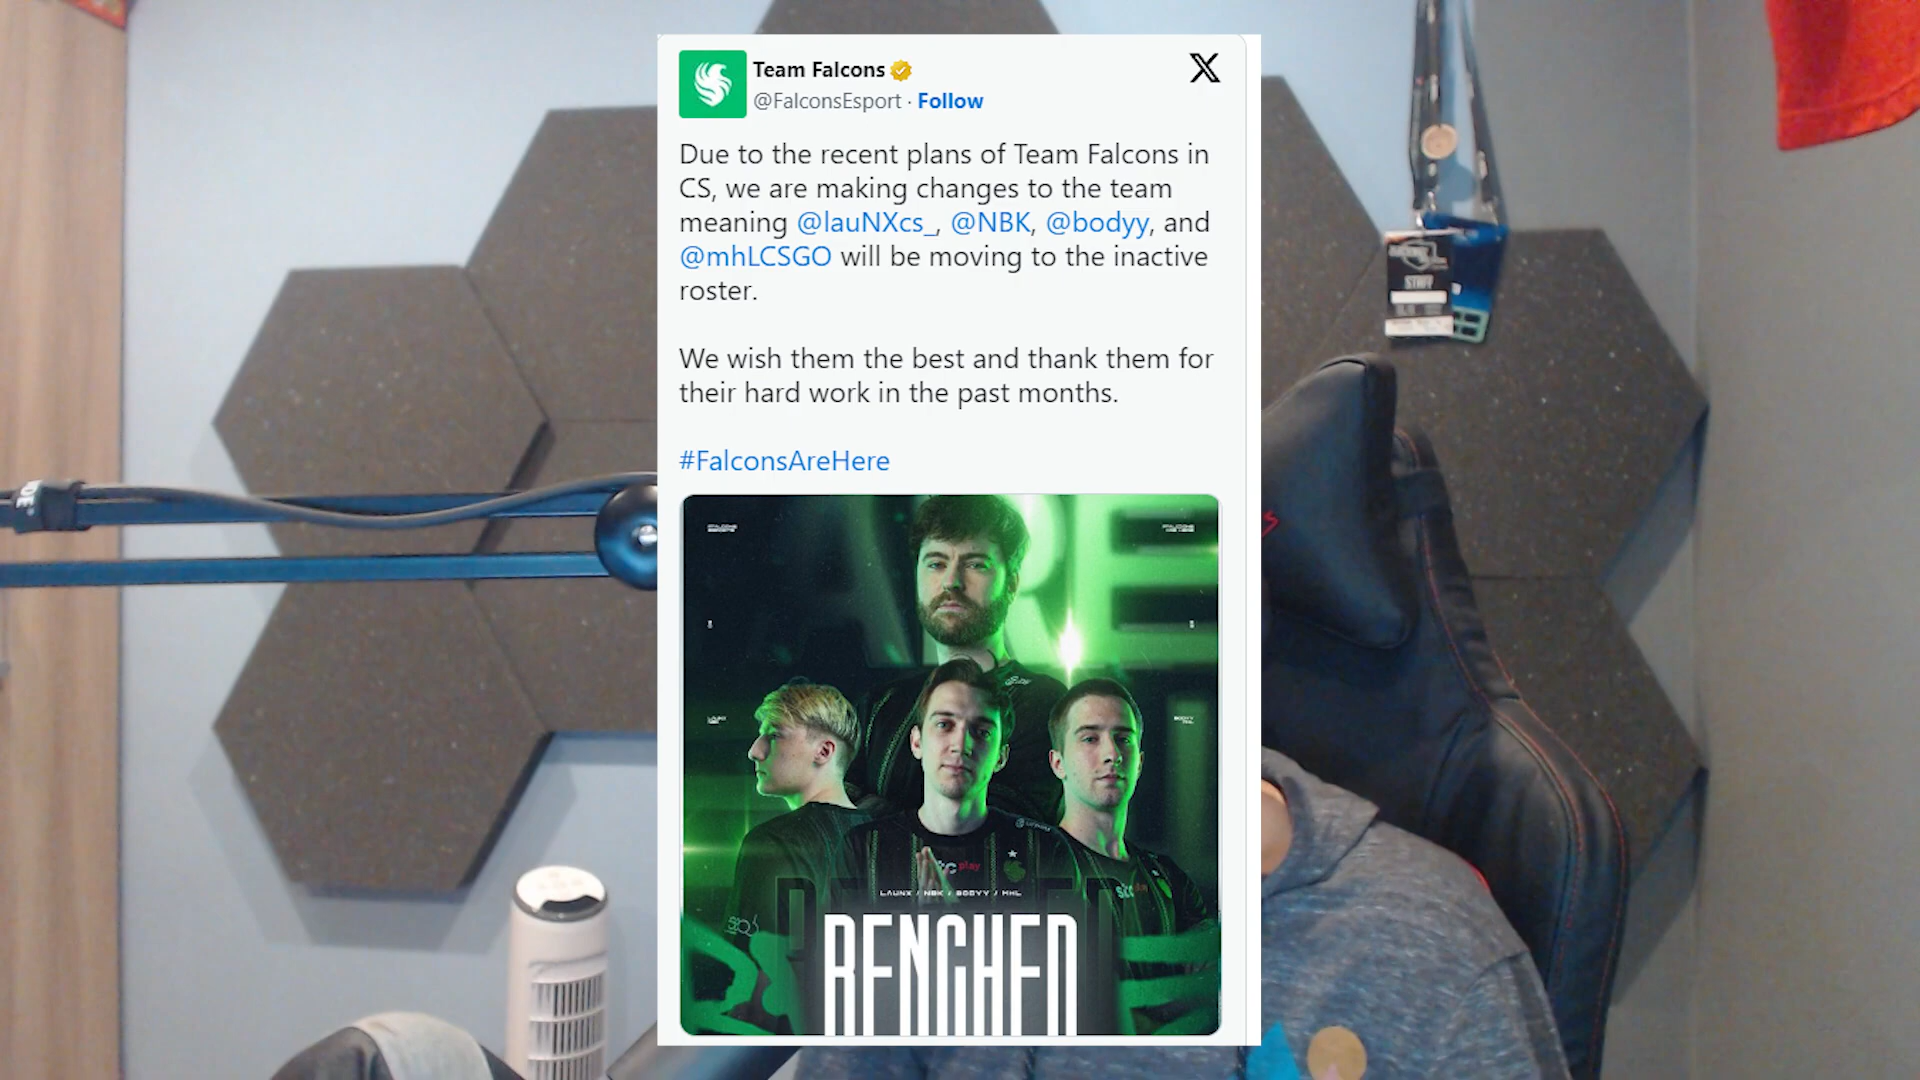 Team Falcons
@FalconsEsport · Follow
Due to the recent plans of Team Falcons in
CS, we are making changes to the team
meaning @lauNXcs_, @NBK, @bodyy, and
@mhLCSGO will be moving to the inactive
roster.
We wish them the best and thank them for
their hard work in the past months.
#FalconsAreHere
LAUNX / NBK / BODYY / MHL
BENCHED
STAFF